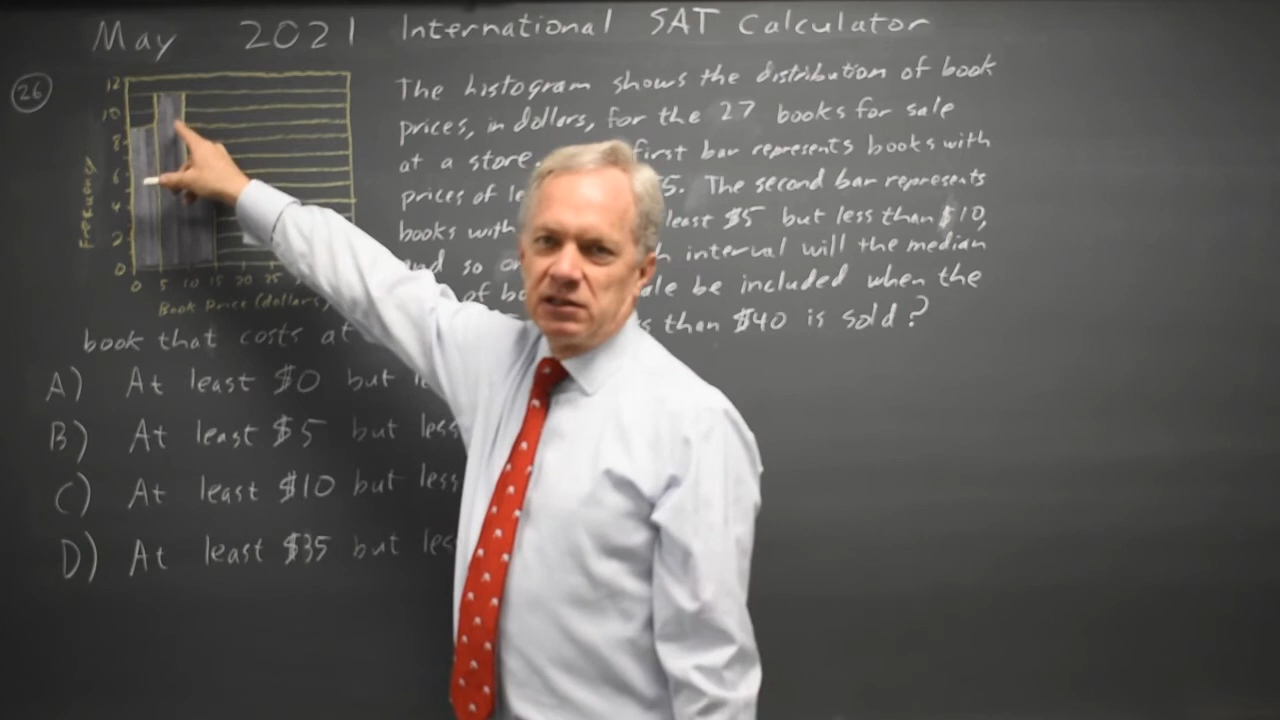 May 2021 International SAT Calculator
26
12
10
8
6
4
2
0
Frequency
0 5 10 15 20 25
Book Price (dollars)
The histogram shows the distribution of book
prices, in dollars, for the 27 books for sale
at a store. first bar represents books with
prices of 5. The second bar represents
books with least $5 but less than $10,
and so interval will the median
of be included when the
book that costs at than $40 is sold?
A) At least $0 but
B) At least $5 but less
C) At least $10 but less
D) At least $35 but